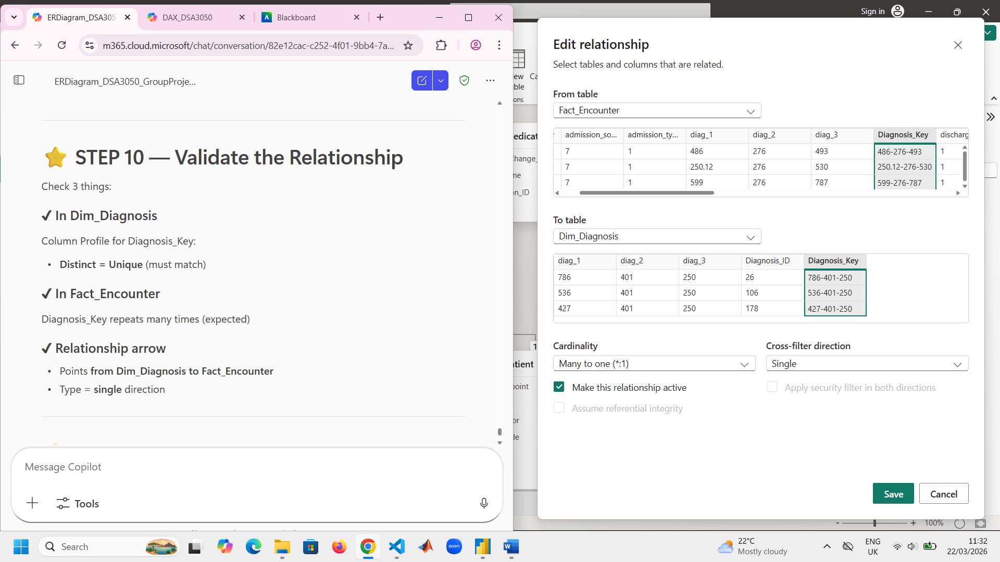 ERDiagram_DSA305
DAX_DSA3050
Blackboard
m365.cloud.microsoft/chat/conversation/82e12cac-c252-4f01-9bb4-7a...
ERDiagram_DSA3050_GroupProje...
STEP 10 — Validate the Relationship
Check 3 things:
✔ In Dim_Diagnosis
Column Profile for Diagnosis_Key:
• Distinct = Unique (must match)
✔ In Fact_Encounter
Diagnosis_Key repeats many times (expected)
✔ Relationship arrow
• Points from Dim_Diagnosis to Fact_Encounter
• Type = single direction
Message Copilot
Tools
Sign in
ew
Ca
ble
ons
edicat
Change_
me
on_ID
1
tient
point
br
de
Edit relationship
Select tables and columns that are related.
From table
Fact_Encounter
admission_so... admission_ty... diag_1 diag_2 diag_3 Diagnosis_Key discharg
7 1 486 276 493 486-276-493 1
7 1 250.12 276 530 250.12-276-530 1
7 1 599 276 787 599-276-787 1
To table
Dim_Diagnosis
diag_1 diag_2 diag_3 Diagnosis_ID Diagnosis_Key
786 401 250 26 786-401-250
536 401 250 106 536-401-250
427 401 250 178 427-401-250
Cardinality
Many to one (*:1)
Cross-filter direction
Single
Make this relationship active
Apply security filter in both directions
Assume referential integrity
Save
Cancel
- + 100%
Search
zoom
W
22°C
Mostly cloudy
ENG
UK
11:32
22/03/2026